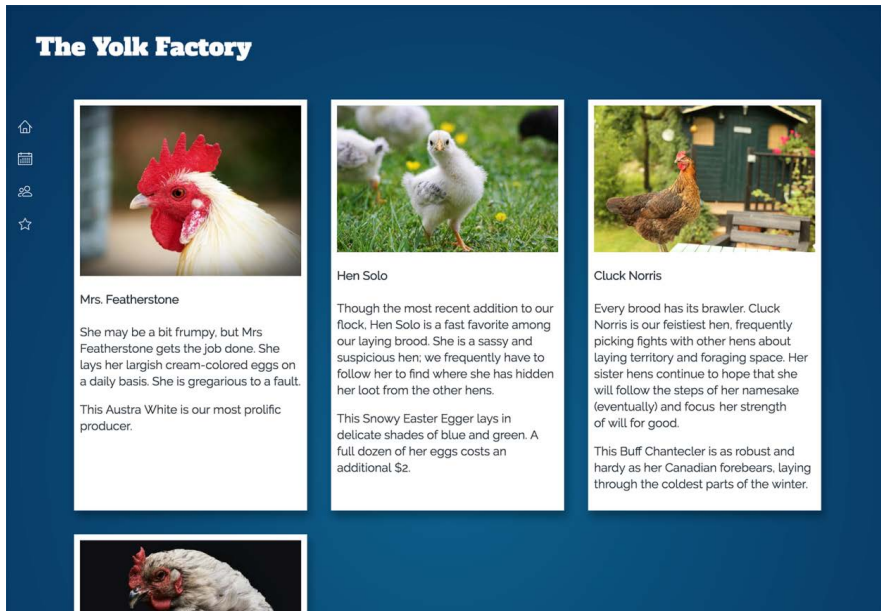 The Yolk Factory
Mrs. Featherstone
She may be a bit frumpy, but Mrs
Featherstone gets the job done. She
lays her largish cream-colored eggs on
a daily basis. She is gregarious to a fault.
This Austra White is our most prolific
producer.
Hen Solo
Though the most recent addition to our
flock, Hen Solo is a fast favorite among
our laying brood. She is a sassy and
suspicious hen; we frequently have to
follow her to find where she has hidden
her loot from the other hens.
This Snowy Easter Egger lays in
delicate shades of blue and green. A
full dozen of her eggs costs an
additional $2.
Cluck Norris
Every brood has its brawler. Cluck
Norris is our feistiest hen, frequently
picking fights with other hens about
laying territory and foraging space. Her
sister hens continue to hope that she
will follow the steps of her namesake
(eventually) and focus her strength
of will for good.
This Buff Chantecler is as robust and
hardy as her Canadian forebears, laying
through the coldest parts of the winter.